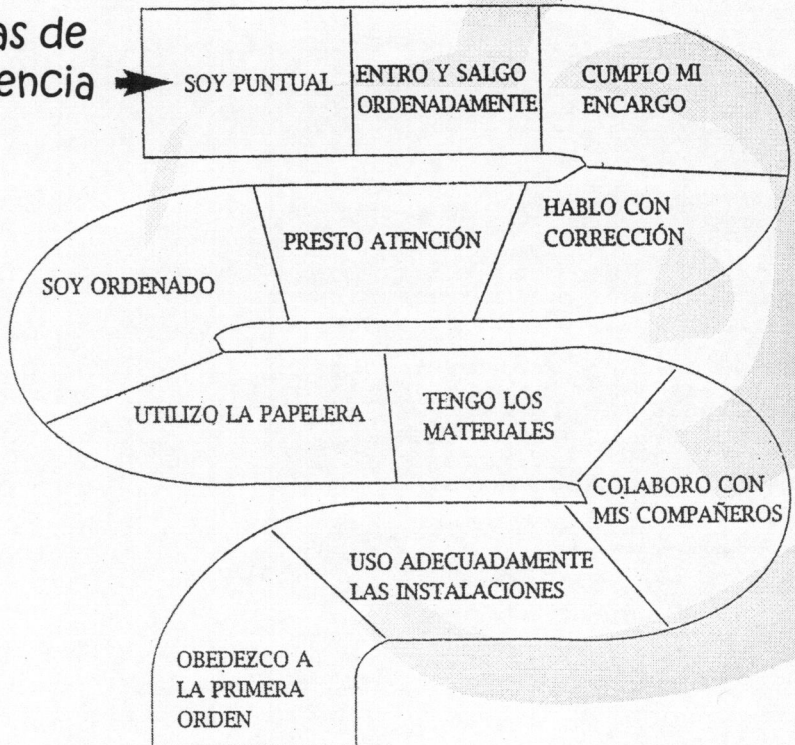 as de
encia
SOY PUNTUAL
ENTRO Y SALGO
ORDENADAMENTE
CUMPLO MI
ENCARGO
HABLO CON
CORRECCIÓN
PRESTO ATENCIÓN
SOY ORDENADO
UTILIZO LA PAPELERA
TENGO LOS
MATERIALES
COLABORO CON
MIS COMPAÑEROS
USO ADECUADAMENTE
LAS INSTALACIONES
OBEDEZCO A
LA PRIMERA
ORDEN